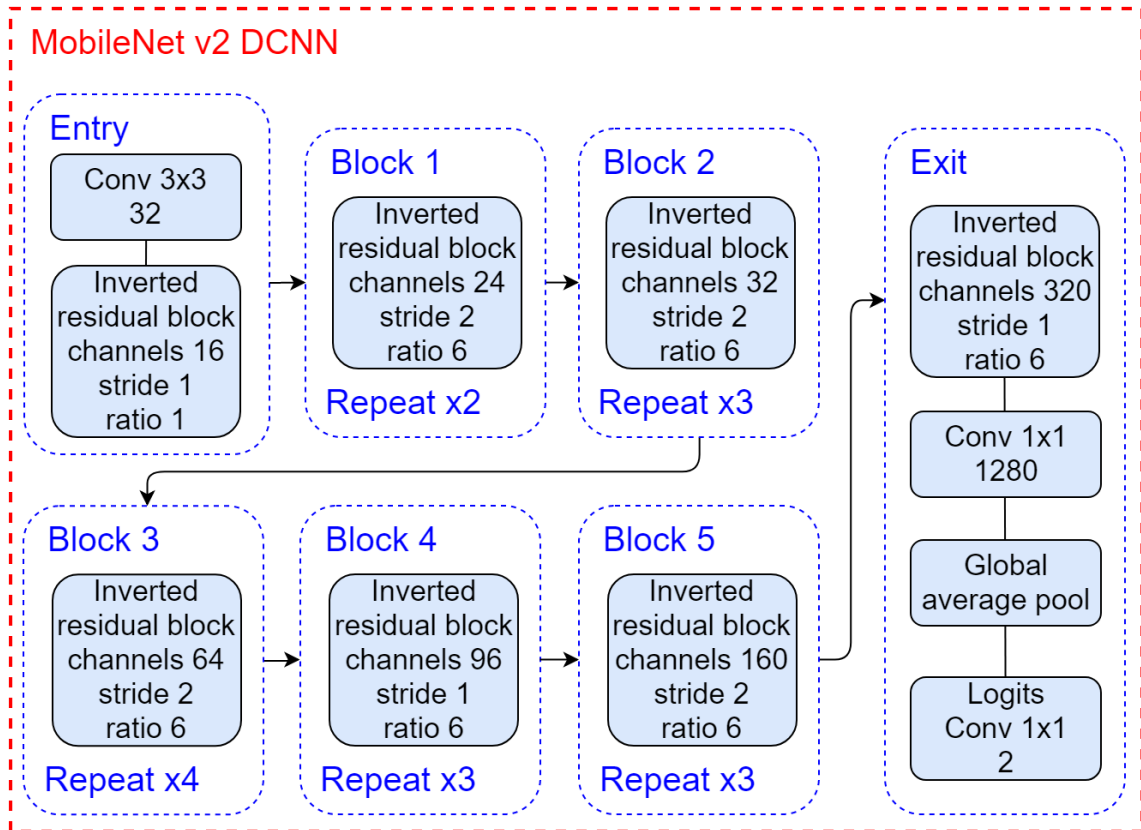 MobileNet v2 DCNN
Entry
Conv 3x3
32
Inverted
residual block
channels 16
stride 1
ratio 1
Block 1
Inverted
residual block
channels 24
stride 2
ratio 6
Repeat x2
Block 2
Inverted
residual block
channels 32
stride 2
ratio 6
Repeat x3
Block 3
Inverted
residual block
channels 64
stride 2
ratio 6
Repeat x4
Block 4
Inverted
residual block
channels 96
stride 1
ratio 6
Repeat x3
Block 5
Inverted
residual block
channels 160
stride 2
ratio 6
Repeat x3
Exit
Inverted
residual block
channels 320
stride 1
ratio 6
Conv 1x1
1280
Global
average pool
Logits
Conv 1x1
2